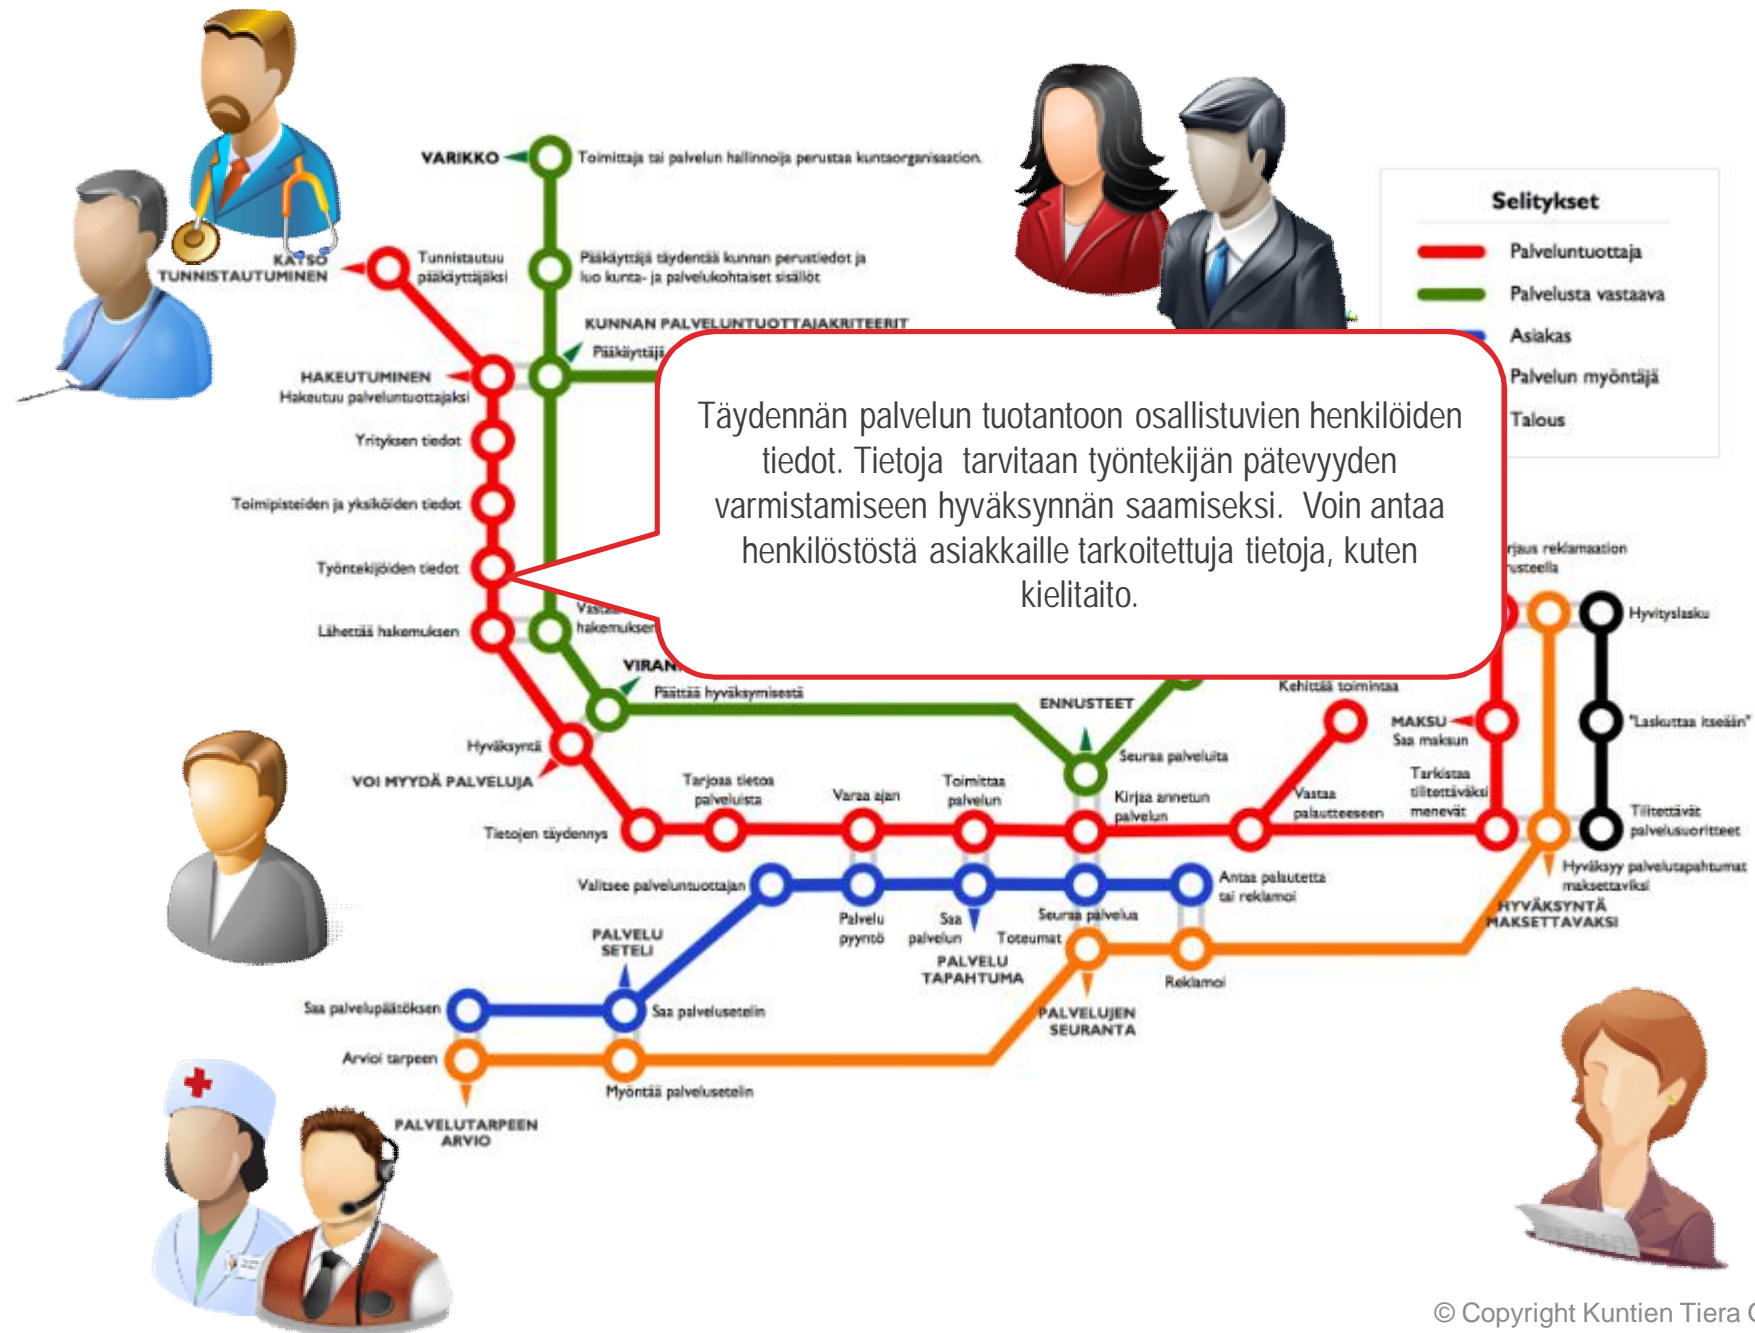 VARIKKO
Toimittaja tai palvelun hallinnoija perustaa kuntaorganisaation.
Selitykset
Palveluntuottaja
Palvelusta vastaava
Asiakas
Palvelun myöntäjä
Talous
KATSO
TUNNISTAUTUMINEN
Tunnistautuu
pääkäyttäjäksi
Pääkäyttäjä täydentää kunnan perustiedot ja
luo kunta- ja palvelukohtaiset sisällöt
KUNNAN PALVELUNTUOTTAJAKRITEERIT
Pääkäyttäjä
HAKEUTUMINEN
Hakeutuu palveluntuottajaksi
Yrityksen tiedot
Toimipisteiden ja yksiköiden tiedot
Työntekijöiden tiedot
Lähettää hakemuksen
Täydennän palvelun tuotantoon osallistuvien henkilöiden
tiedot. Tietoja tarvitaan työntekijän pätevyyden
varmistamiseen hyväksynnän saamiseksi. Voin antaa
henkilöstöstä asiakkaille tarkoitettuja tietoja, kuten
kielitaito.
hakemuksen
reklamaation
Hyvityslasku
Päättää hyväksymisestä
ENNUSTEET
Kehittää toimintaa
MAKSU
Saa maksun
"Laskuttaa itseään"
Hyväksyntä
VOI MYYDÄ PALVELUJA
Seuraa palveluita
Tarjoaa tietoa
palveluista
Varaa ajan
Toimittaa
palvelun
Kirjaa annetun
palvelun
Vastaa
palautteeseen
Tarkistaa
tilitettäväksi
menevät
Tilitettävät
palvelusuoritteet
Tietojen täydennys
Valitsee palveluntuottajan
Antaa palautetta
tai reklamoi
Hyväksyy palvelutapahtumat
maksettaviksi
HYVÄKSYNTÄ
MAKSETTAVAKSI
Palvelu
pyyntö
Saa
palvelun
Seuraa palvelua
Toteumat
PALVELU
SETELI
PALVELU
TAPAHTUMA
Reklamoi
Saa palvelupäätöksen
Saa palvelusetelin
PALVELUJEN
SEURANTA
Arvioi tarpeen
Myöntää palvelusetelin
PALVELUTARPEEN
ARVIO
© Copyright Kuntien Tiera